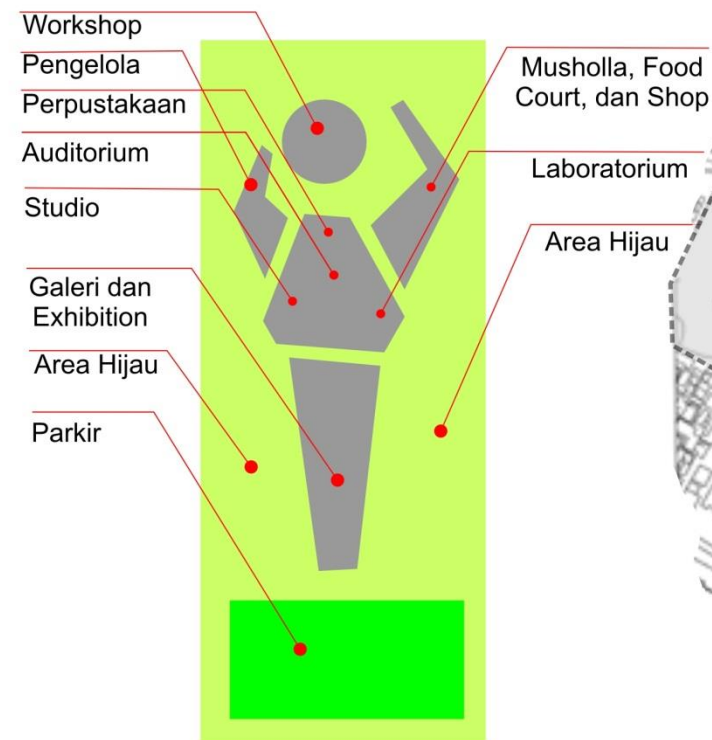 Workshop
Pengelola
Perpustakaan
Auditorium
Studio
Galeri dan
Exhibition
Area Hijau
Parkir
Musholla, Food
Court, dan Shop
Laboratorium
Area Hijau